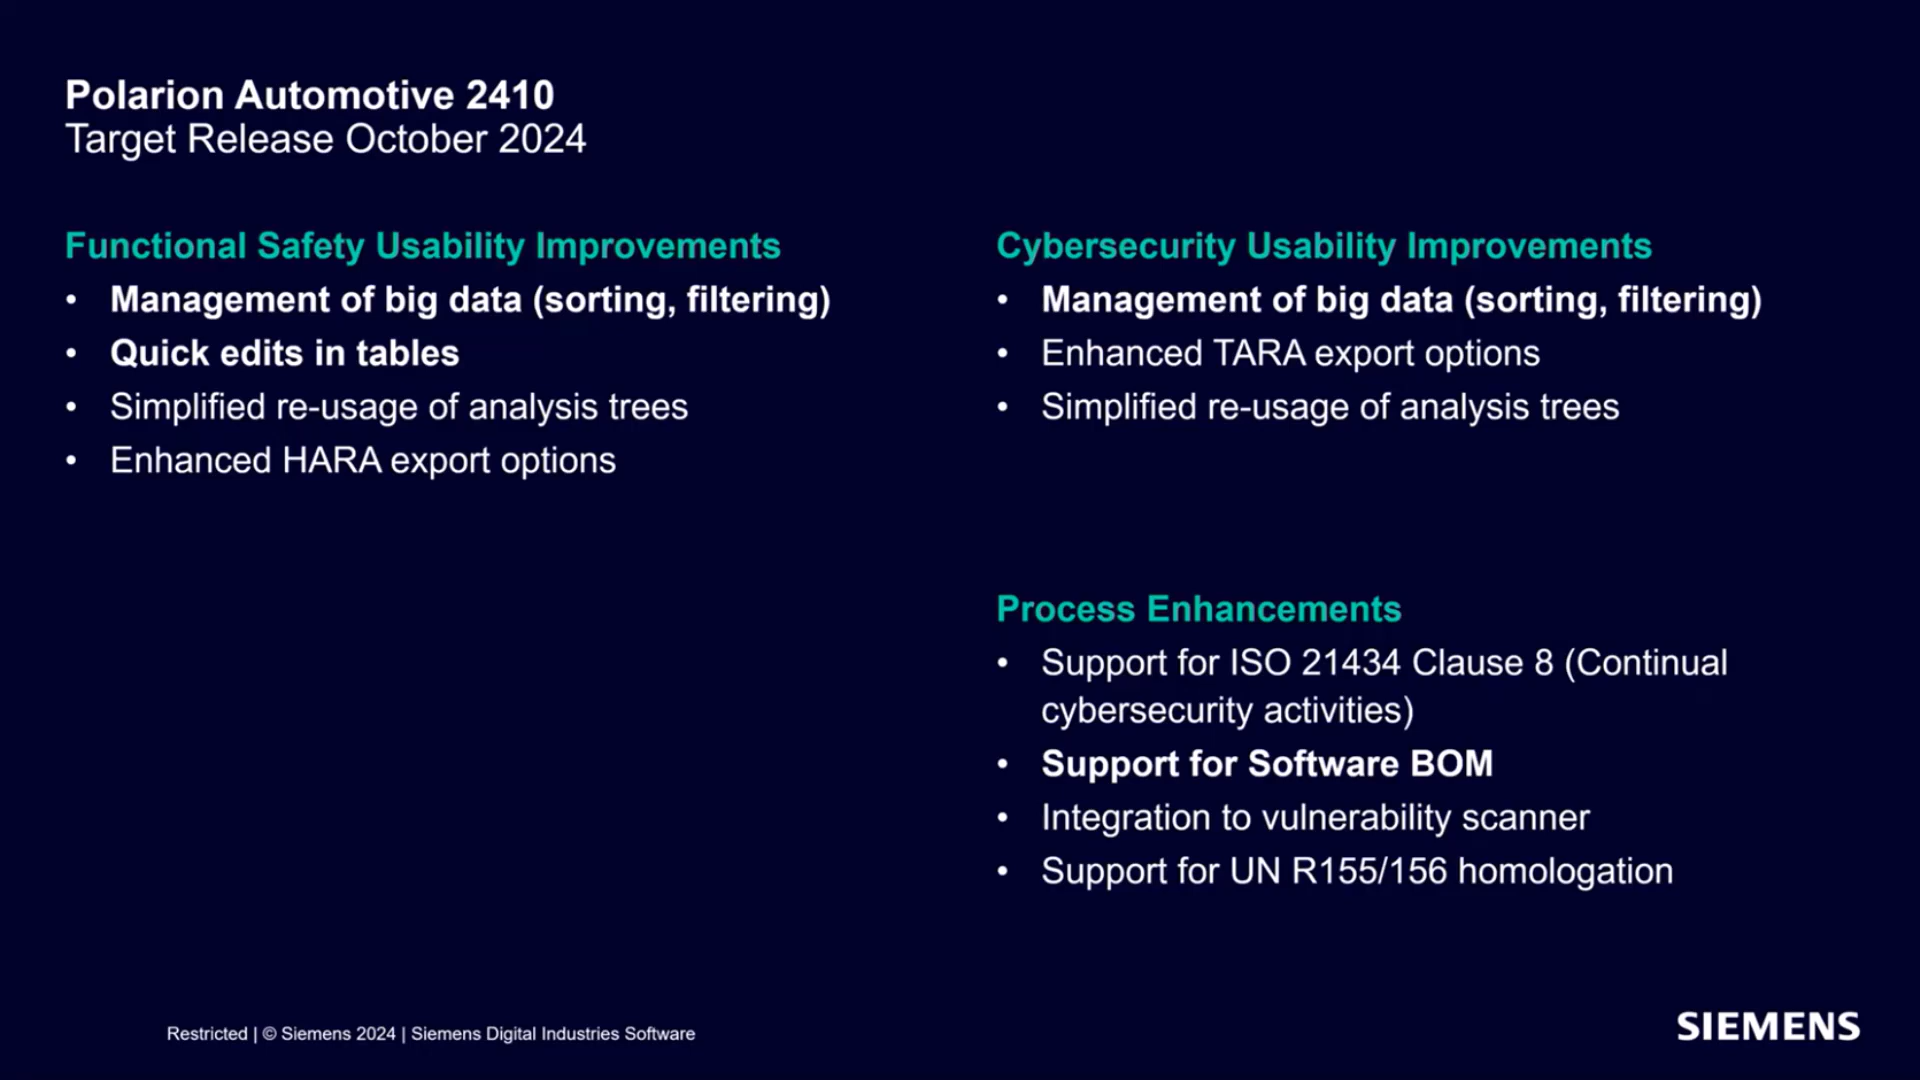 Polarion Automotive 2410
Target Release October 2024
Functional Safety Usability Improvements
• Management of big data (sorting, filtering)
• Quick edits in tables
• Simplified re-usage of analysis trees
• Enhanced HARA export options
Cybersecurity Usability Improvements
• Management of big data (sorting, filtering)
• Enhanced TARA export options
• Simplified re-usage of analysis trees
Process Enhancements
• Support for ISO 21434 Clause 8 (Continual
cybersecurity activities)
• Support for Software BOM
• Integration to vulnerability scanner
• Support for UN R155/156 homologation
Restricted | © Siemens 2024 | Siemens Digital Industries Software
SIEMENS